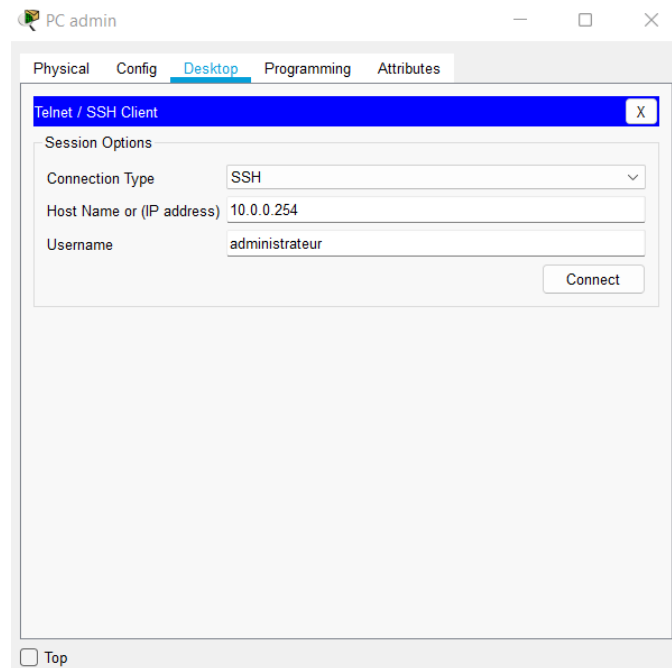 PC admin
Physical Config Desktop Programming Attributes
Telnet / SSH Client X
Session Options
Connection Type SSH
Host Name or (IP address) 10.0.0.254
Username administrateur
Connect
Top